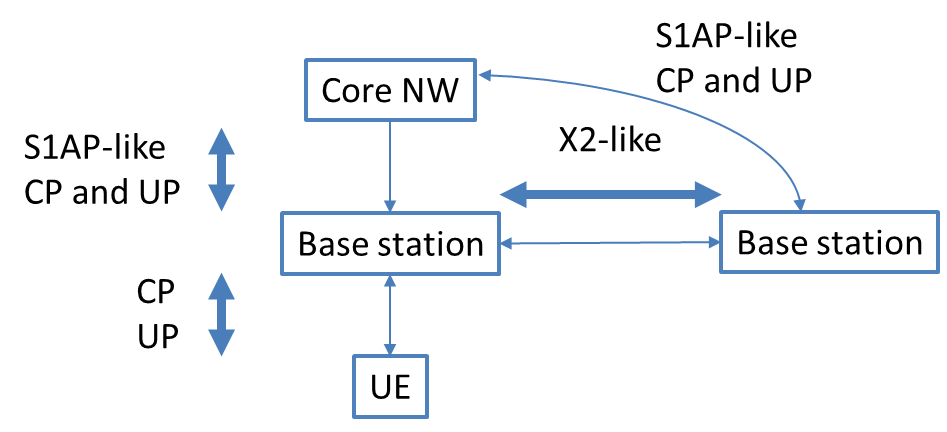 S1AP-like
CP and UP
Core NW
X2-like
S1AP-like
CP and UP
Base station
Base station
CP
UP
UE